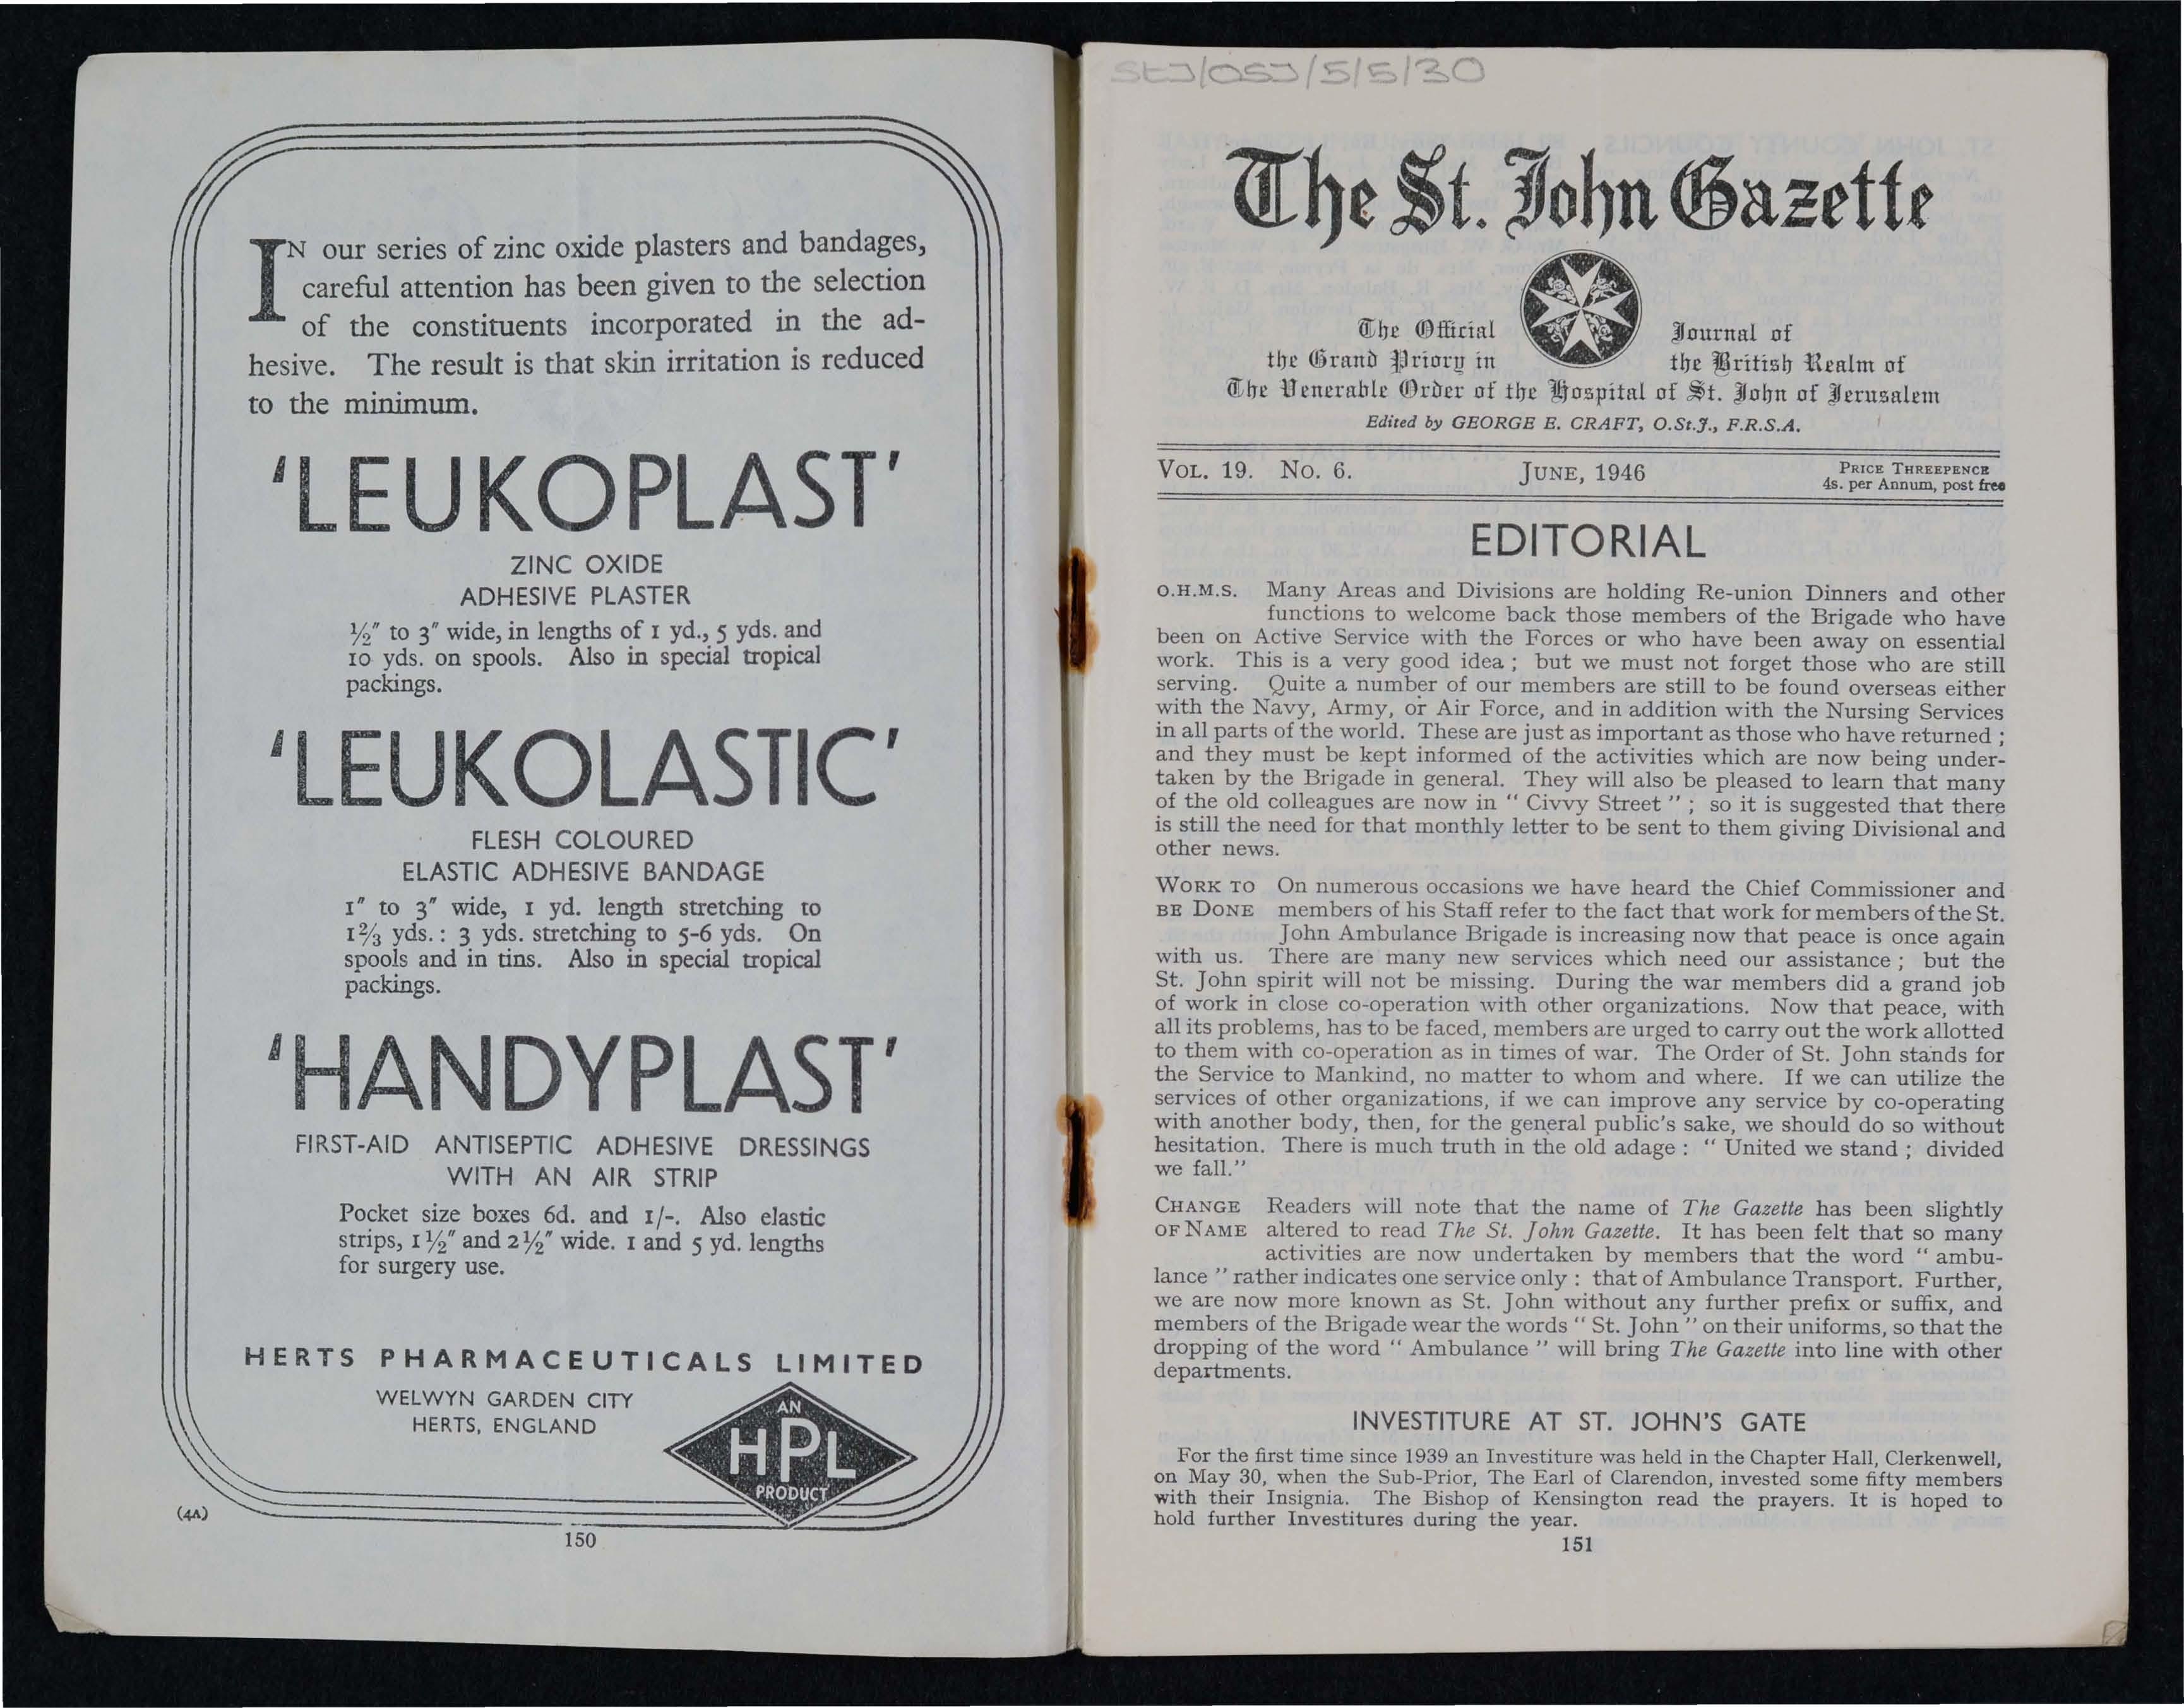 IN our series of zinc oxide plasters and bandages,
careful attention has been given to the selection
of the constituents incorporated in the ad-
hesive. The result is that skin irritation is reduced
to the minimum.
'LEUKOPLAST'
ZINC OXIDE
ADHESIVE PLASTER
½" to 3" wide, in lengths of 1 yd., 5 yds. and
10 yds. on spools. Also in special tropical
packings.
'LEUKOLASTIC'
FLESH COLOURED
ELASTIC ADHESIVE BANDAGE
1" to 3" wide, 1 yd. length stretching to
1⅔ yds.: 3 yds. stretching to 5-6 yds. On
spools and in tins. Also in special tropical
packings.
'HANDYPLAST'
FIRST-AID ANTISEPTIC ADHESIVE DRESSINGS
WITH AN AIR STRIP
Pocket size boxes 6d. and 1/-. Also elastic
strips, 1½" and 2½" wide. 1 and 5 yd. lengths
for surgery use.
HERTS PHARMACEUTICALS LIMITED
WELWYN GARDEN CITY
HERTS, ENGLAND
AN
HPL
PRODUCT
(4A)
150
StJ/OSJ/5/5/30
The St. John Gazette
The Official Journal of
the Grand Priory in the British Realm of
The Venerable Order of the Hospital of St. John of Jerusalem
Edited by GEORGE E. CRAFT, O.St.J., F.R.S.A.
VOL. 19. No. 6. JUNE, 1946 PRICE THREEPENCE
4s. per Annum, post free
EDITORIAL
O.H.M.S. Many Areas and Divisions are holding Re-union Dinners and other
functions to welcome back those members of the Brigade who have
been on Active Service with the Forces or who have been away on essential
work. This is a very good idea ; but we must not forget those who are still
serving. Quite a number of our members are still to be found overseas either
with the Navy, Army, or Air Force, and in addition with the Nursing Services
in all parts of the world. These are just as important as those who have returned ;
and they must be kept informed of the activities which are now being under-
taken by the Brigade in general. They will also be pleased to learn that many
of the old colleagues are now in " Civvy Street " ; so it is suggested that there
is still the need for that monthly letter to be sent to them giving Divisional and
other news.
WORK TO On numerous occasions we have heard the Chief Commissioner and
BE DONE members of his Staff refer to the fact that work for members of the St.
John Ambulance Brigade is increasing now that peace is once again
with us. There are many new services which need our assistance ; but the
St. John spirit will not be missing. During the war members did a grand job
of work in close co-operation with other organizations. Now that peace, with
all its problems, has to be faced, members are urged to carry out the work allotted
to them with co-operation as in times of war. The Order of St. John stands for
the Service to Mankind, no matter to whom and where. If we can utilize the
services of other organizations, if we can improve any service by co-operating
with another body, then, for the general public's sake, we should do so without
hesitation. There is much truth in the old adage : " United we stand ; divided
we fall."
CHANGE Readers will note that the name of The Gazette has been slightly
OF NAME altered to read The St. John Gazette. It has been felt that so many
activities are now undertaken by members that the word " ambu-
lance " rather indicates one service only : that of Ambulance Transport. Further,
we are now more known as St. John without any further prefix or suffix, and
members of the Brigade wear the words " St. John " on their uniforms, so that the
dropping of the word " Ambulance " will bring The Gazette into line with other
departments.
INVESTITURE AT ST. JOHN'S GATE
For the first time since 1939 an Investiture was held in the Chapter Hall, Clerkenwell,
on May 30, when the Sub-Prior, The Earl of Clarendon, invested some fifty members
with their Insignia. The Bishop of Kensington read the prayers. It is hoped to
hold further Investitures during the year.
151